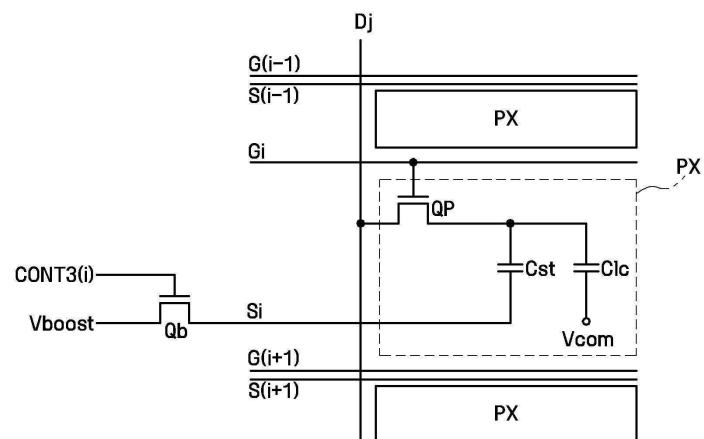 Dj
G(i-1)
S(i-1)
PX
Gi
PX
QP
CONT3(i)
Cst
Clc
Vboost
Qb
Si
Vcom
G(i+1)
S(i+1)
PX